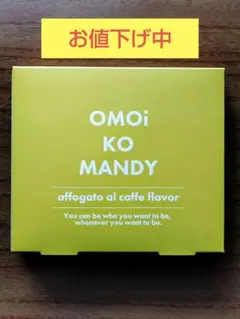 お値下げ中
OMOi
KO
MANDY
affogato al caffe flavor
You can be who you want to be,
whenever you want to be.